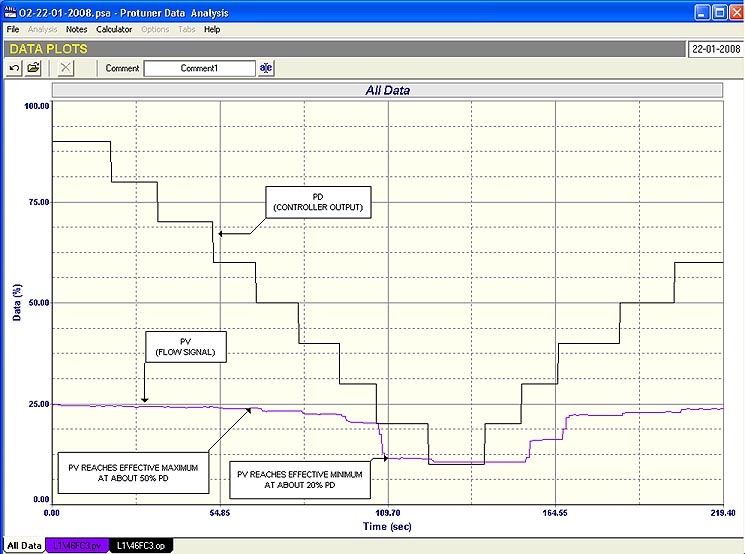 O2-22-01-2008.psa - Protuner Data Analysis
File Analysis Notes Calculator Options Tabs Help
DATA PLOTS
22-01-2008
Comment Comment1 a|c
All Data
100.00
75.00
50.00
25.00
0.00
Data (%)
PD
(CONTROLLER OUTPUT)
PV
(FLOW SIGNAL)
PV REACHES EFFECTIVE MAXIMUM
AT ABOUT 50% PD
PV REACHES EFFECTIVE MINIMUM
AT ABOUT 20% PD
0.00 54.85 109.70 164.55 219.40
Time (sec)
All Data L1\46FC3.pv L1\46FC3.op